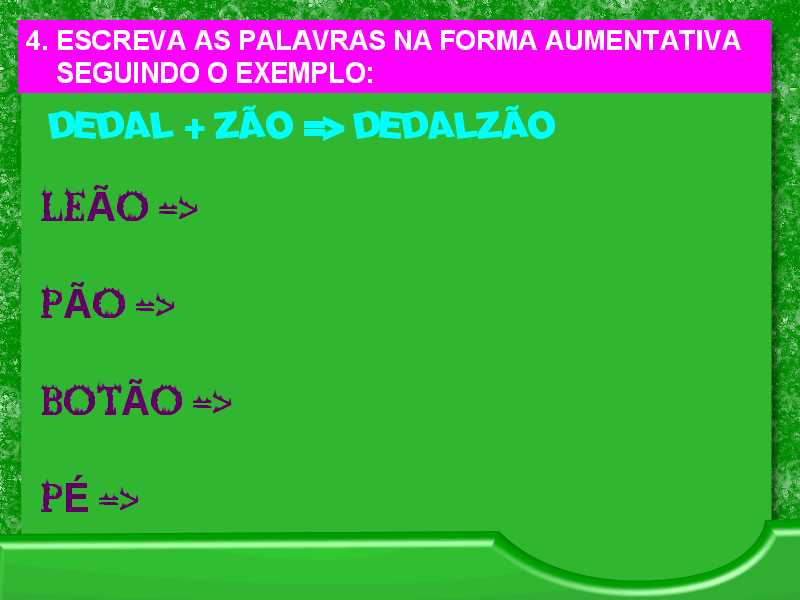 4. ESCREVA AS PALAVRAS NA FORMA AUMENTATIVA
SEGUINDO O EXEMPLO:
DEDAL + ZÃO => DEDALZÃO
LEÃO =>
PÃO =>
BOTÃO =>
PÉ =>